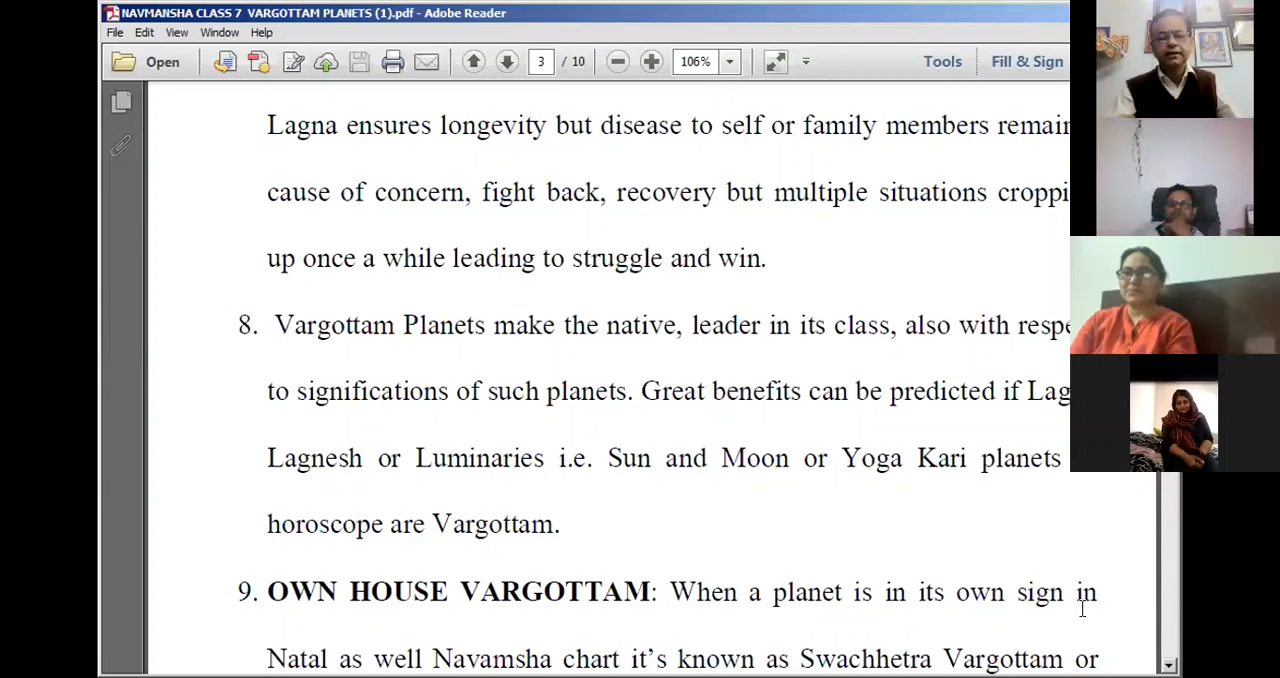 NAVMANSHA CLASS 7 VARGOTTAM PLANETS (1).pdf - Adobe Reader
File Edit View Window Help
Open 3 / 10 106% Tools Fill & Sign
Lagna ensures longevity but disease to self or family members remain
cause of concern, fight back, recovery but multiple situations croppi
up once a while leading to struggle and win.
8. Vargottam Planets make the native, leader in its class, also with respe
to significations of such planets. Great benefits can be predicted if Lag
Lagnesh or Luminaries i.e. Sun and Moon or Yoga Kari planets
horoscope are Vargottam.
9. OWN HOUSE VARGOTTAM: When a planet is in its own sign in
Natal as well Navamsha chart it's known as Swachhetra Vargottam or